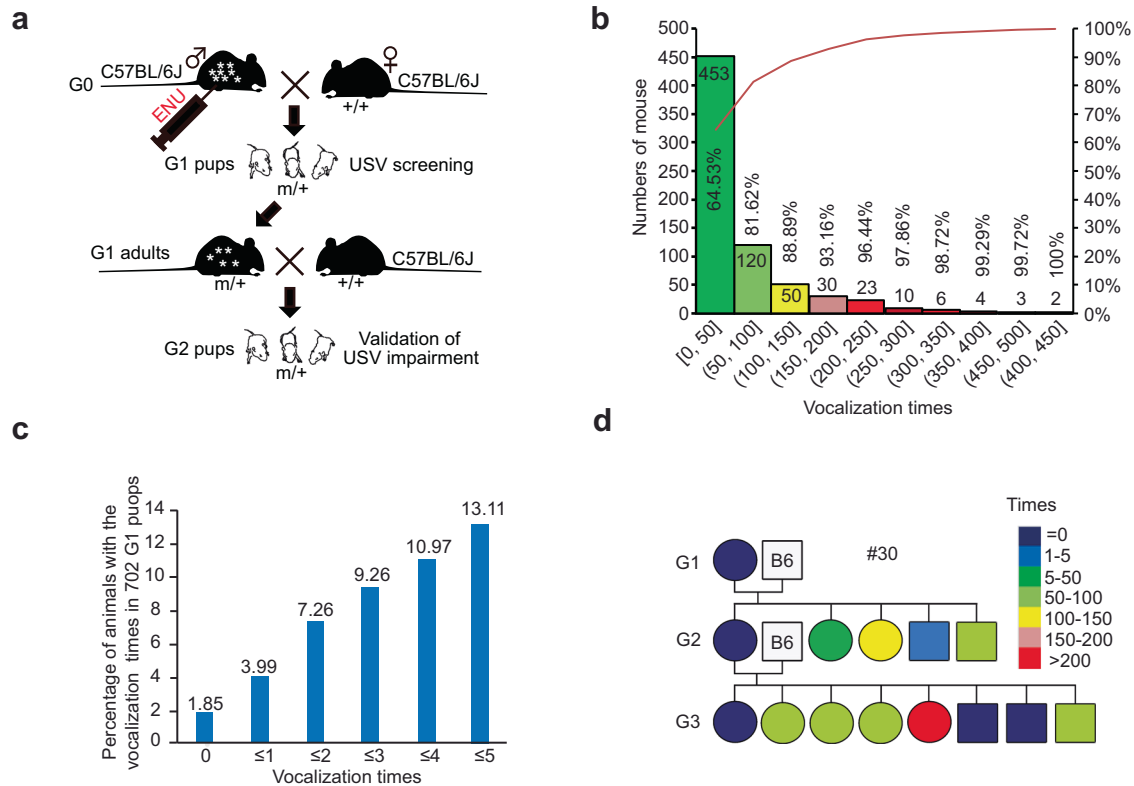 a
G0 C57BL/6J ♂ ♀ C57BL/6J
ENU
+/+
G1 pups USV screening
m/+
G1 adults C57BL/6J
m/+ +/+
G2 pups Validation of
USV impairment
m/+
b
Numbers of mouse
500
450
400
350
300
250
200
150
100
50
0
100%
90%
80%
70%
60%
50%
40%
30%
20%
10%
0%
453 120 50 30 23 10 6 4 3 2
64.53% 81.62% 88.89% 93.16% 96.44% 97.86% 98.72% 99.29% 99.72% 100%
[0, 50] (50, 100] (100, 150] (150, 200] (200, 250] (250, 300] (300, 350] (350, 400] (450, 500] (400, 450]
Vocalization times
c
Percentage of animals with the
vocalization times in 702 G1 puops
14
12
10
8
6
4
2
0
1.85 3.99 7.26 9.26 10.97 13.11
0 ≤1 ≤2 ≤3 ≤4 ≤5
Vocalization times
d
Times
=0
1-5
5-50
50-100
100-150
150-200
>200
G1 B6 #30
G2 B6
G3